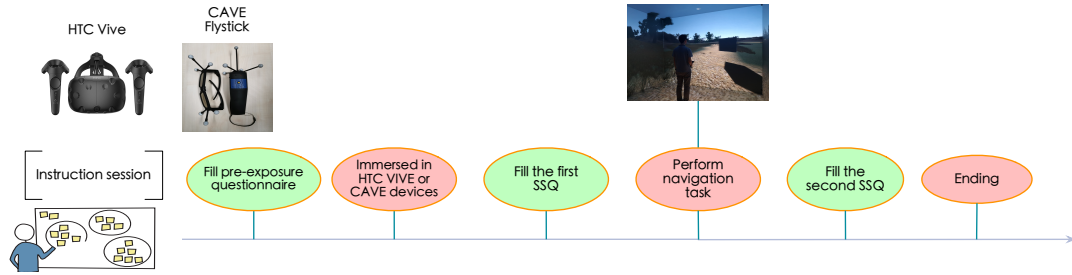 HTC Vive
CAVE
Flystick
Instruction session
Fill pre-exposure
questionnaire
Immersed in
HTC VIVE or
CAVE devices
Fill the first
SSQ
Perform
navigation
task
Fill the
second SSQ
Ending